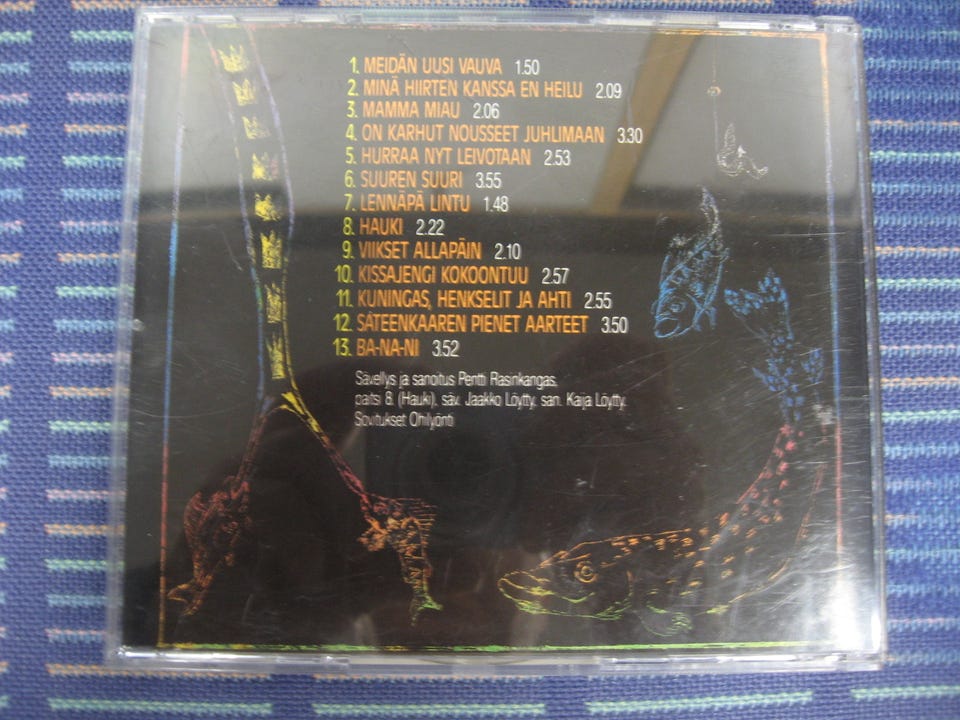 1. MEIDÄN UUSI VAUVA 1.50
2. MINÄ HIIRTEN KANSSA EN HEILU 2.09
3. MAMMA MIAU 2.06
4. ON KARHUT NOUSSEET JUHLIMAAN 3.30
5. HURRAA NYT LEIVOTAAN 2.53
6. SUUREN SUURI 3.55
7. LENNÄPÄ LINTU 1.48
8. HAUKI 2.22
9. VIIKSET ALLAPÄIN 2.10
10. KISSAJENGI KOKOONTUU 2.57
11. KUNINGAS, HENKSELIT JA AHTI 2.55
12. SATEENKAAREN PIENET AARTEET 3.50
13. BA-NA-NI 3.52
Sävellys ja sanoitus Pentti Rasinkangas,
paitsi 8. (Hauki), säv. Jaakko Löytty, san. Kaija Löytty.
Sovitukset Ohilyönti